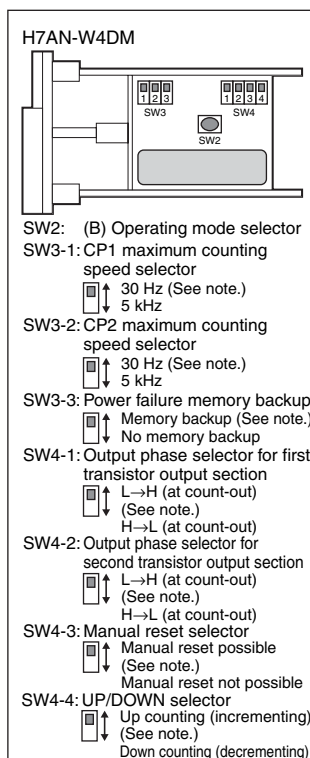 H7AN-W4DM
1 2 3
1 2 3 4
SW3
SW4
SW2
SW2: (B) Operating mode selector
SW3-1: CP1 maximum counting
speed selector
30 Hz (See note.)
5 kHz
SW3-2: CP2 maximum counting
speed selector
30 Hz (See note.)
5 kHz
SW3-3: Power failure memory backup
Memory backup (See note.)
No memory backup
SW4-1: Output phase selector for first
transistor output section
L→H (at count-out)
(See note.)
H→L (at count-out)
SW4-2: Output phase selector for
second transistor output section
L→H (at count-out)
(See note.)
H→L (at count-out)
SW4-3: Manual reset selector
Manual reset possible
(See note.)
Manual reset not possible
SW4-4: UP/DOWN selector
Up counting (incrementing)
(See note.)
Down counting (decrementing)